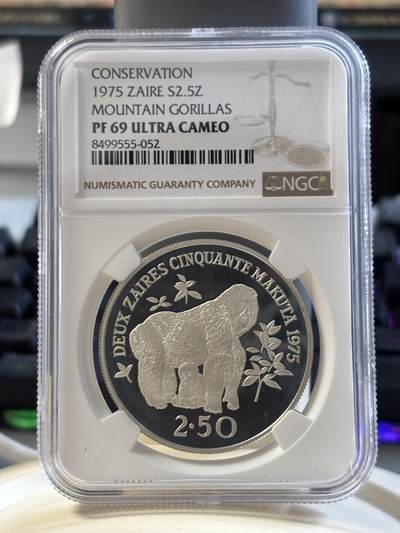 CONSERVATION
1975 ZAIRE S2.5Z
MOUNTAIN GORILLAS
PF 69 ULTRA CAMEO
8499555-052
NUMISMATIC GUARANTY COMPANY
NGC
DEUX ZAIRES CINQUANTE MAKUTA 1975
2·50